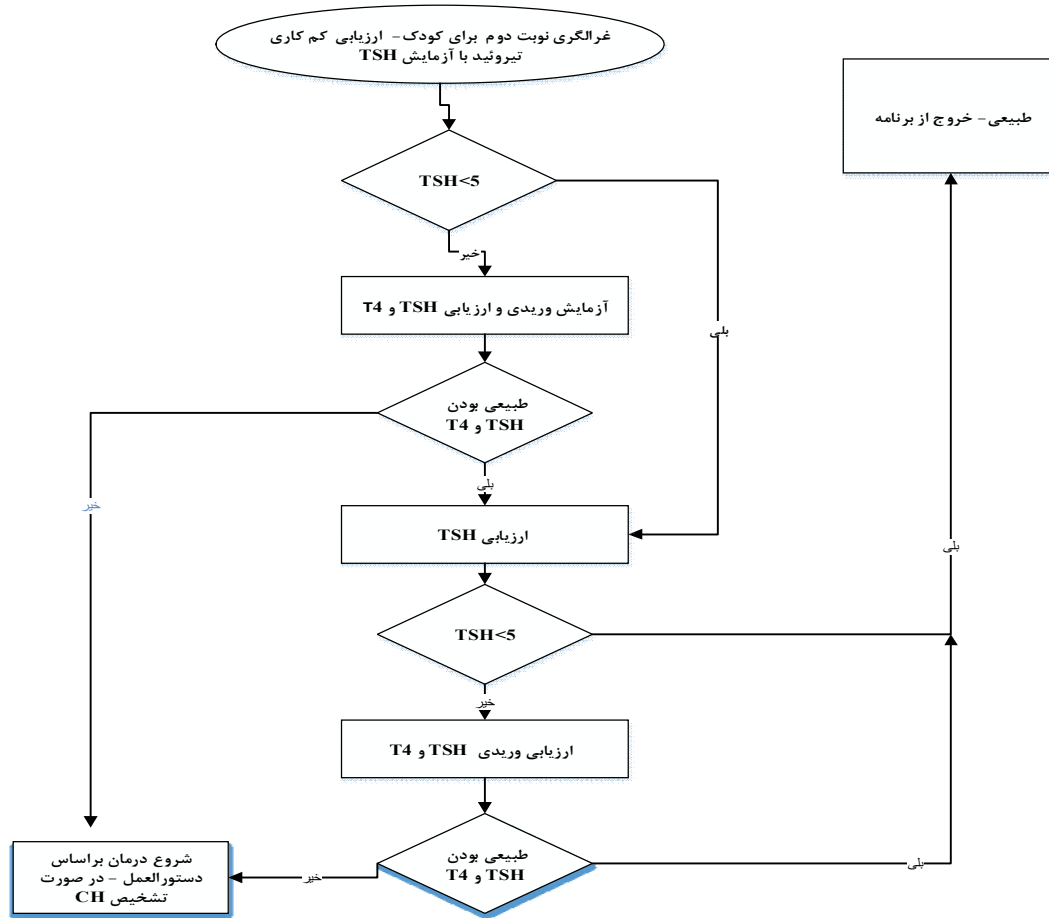 غرالگری نوبت دوم برای کودک - ارزیابی کم کاری
تیروئید با آزمایش TSH
طبیعی - خروج از برنامه
TSH<5
خیر
بلی
آزمایش وریدی و ارزیابی TSH و T4
طبیعی بودن
TSH و T4
خیر
بلی
ارزیابی TSH
بلی
TSH<5
خیر
ارزیابی وریدی TSH و T4
طبیعی بودن
TSH و T4
بلی
خیر
شروع درمان براساس
دستورالعمل - در صورت
تشخیص CH